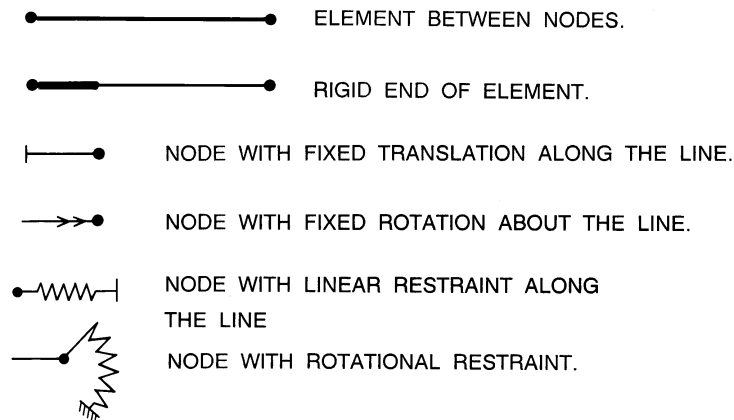 ELEMENT BETWEEN NODES.
RIGID END OF ELEMENT.
NODE WITH FIXED TRANSLATION ALONG THE LINE.
NODE WITH FIXED ROTATION ABOUT THE LINE.
NODE WITH LINEAR RESTRAINT ALONG
THE LINE
NODE WITH ROTATIONAL RESTRAINT.